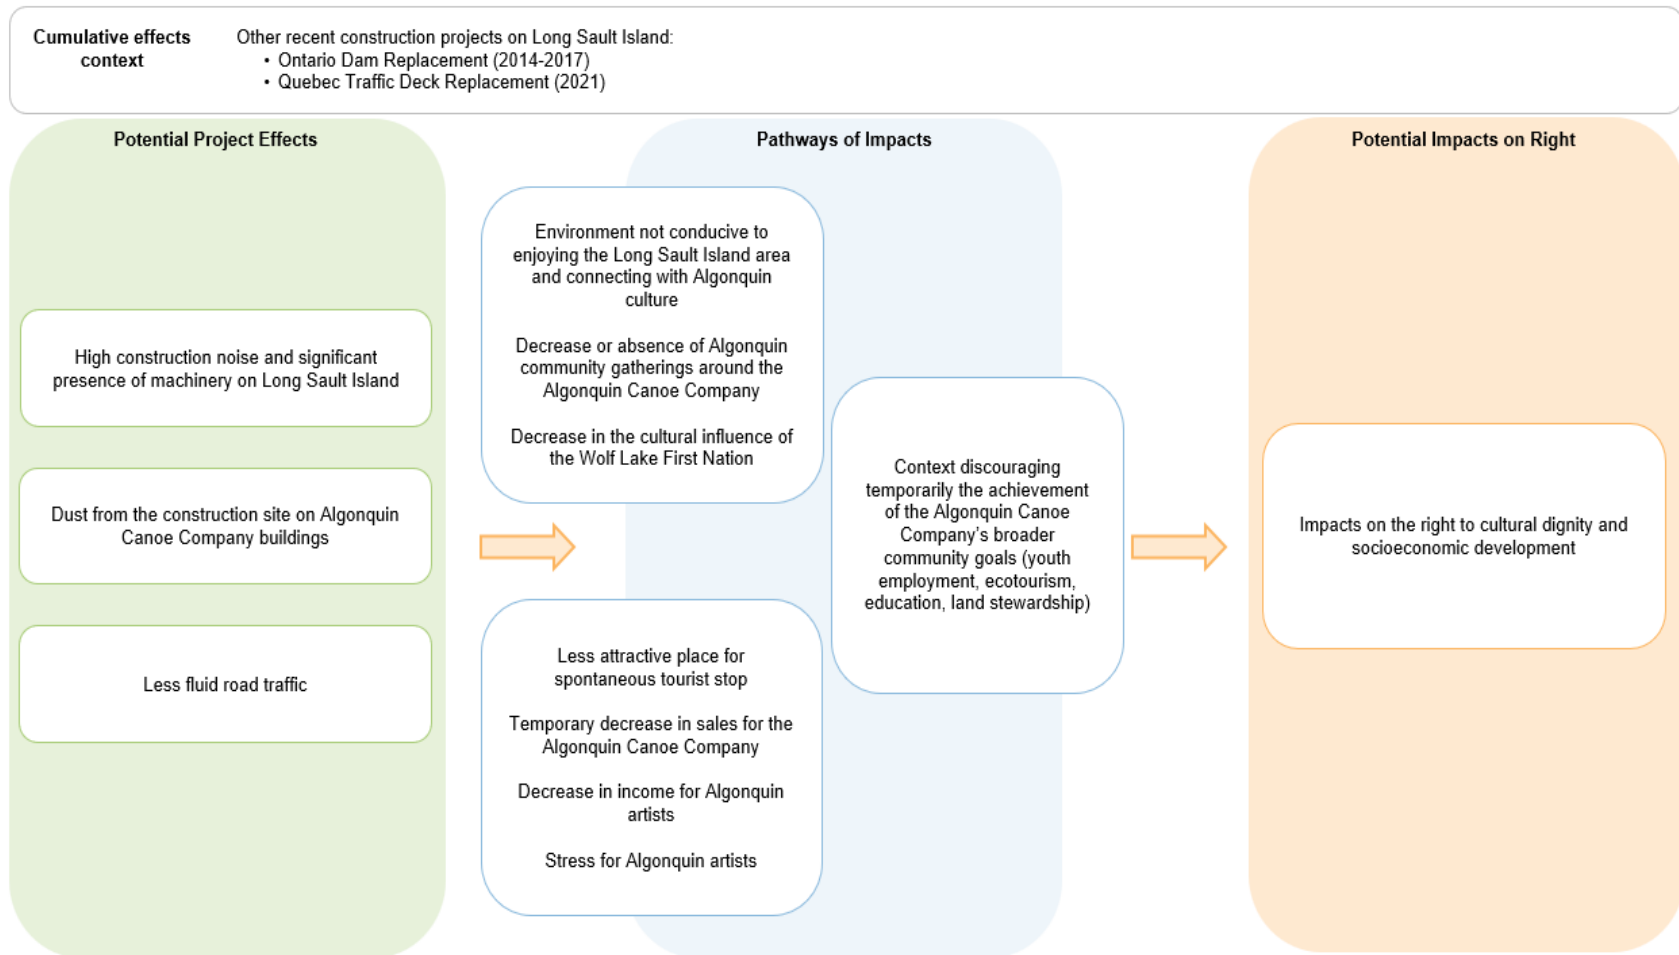 Cumulative effects
context
Other recent construction projects on Long Sault Island:
• Ontario Dam Replacement (2014-2017)
• Quebec Traffic Deck Replacement (2021)
Potential Project Effects
High construction noise and significant
presence of machinery on Long Sault Island
Dust from the construction site on Algonquin
Canoe Company buildings
Less fluid road traffic
Pathways of Impacts
Environment not conducive to
enjoying the Long Sault Island area
and connecting with Algonquin
culture
Decrease or absence of Algonquin
community gatherings around the
Algonquin Canoe Company
Decrease in the cultural influence of
the Wolf Lake First Nation
Less attractive place for
spontaneous tourist stop
Temporary decrease in sales for the
Algonquin Canoe Company
Decrease in income for Algonquin
artists
Stress for Algonquin artists
Context discouraging
temporarily the achievement
of the Algonquin Canoe
Company's broader
community goals (youth
employment, ecotourism,
education, land stewardship)
Potential Impacts on Right
Impacts on the right to cultural dignity and
socioeconomic development